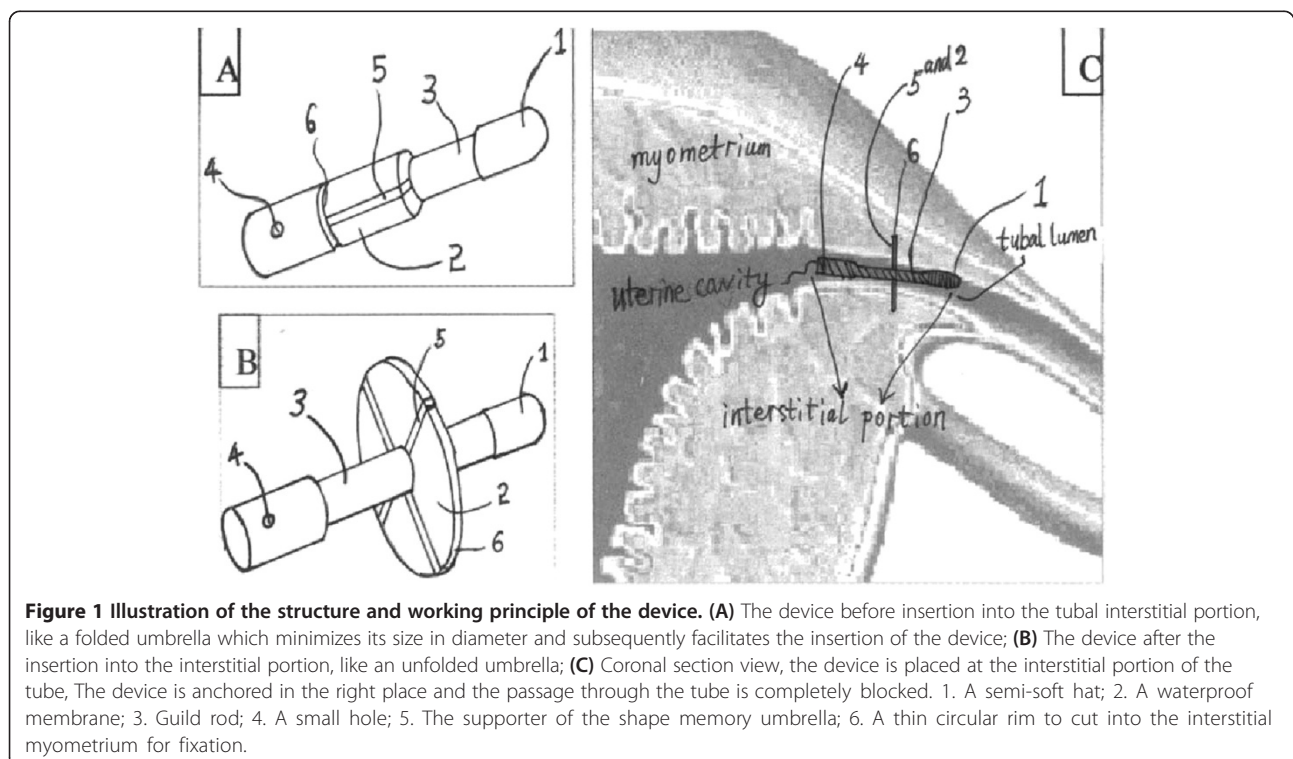 A
1
5
3
6
4
2
B
5
1
3
4
2
6
C
4
5 and 2
3
6
1
myometrium
tubal lumen
uterine cavity
interstitial portion
Figure 1 Illustration of the structure and working principle of the device. (A) The device before insertion into the tubal interstitial portion,
like a folded umbrella which minimizes its size in diameter and subsequently facilitates the insertion of the device; (B) The device after the
insertion into the interstitial portion, like an unfolded umbrella; (C) Coronal section view, the device is placed at the interstitial portion of the
tube, The device is anchored in the right place and the passage through the tube is completely blocked. 1. A semi-soft hat; 2. A waterproof
membrane; 3. Guild rod; 4. A small hole; 5. The supporter of the shape memory umbrella; 6. A thin circular rim to cut into the interstitial
myometrium for fixation.